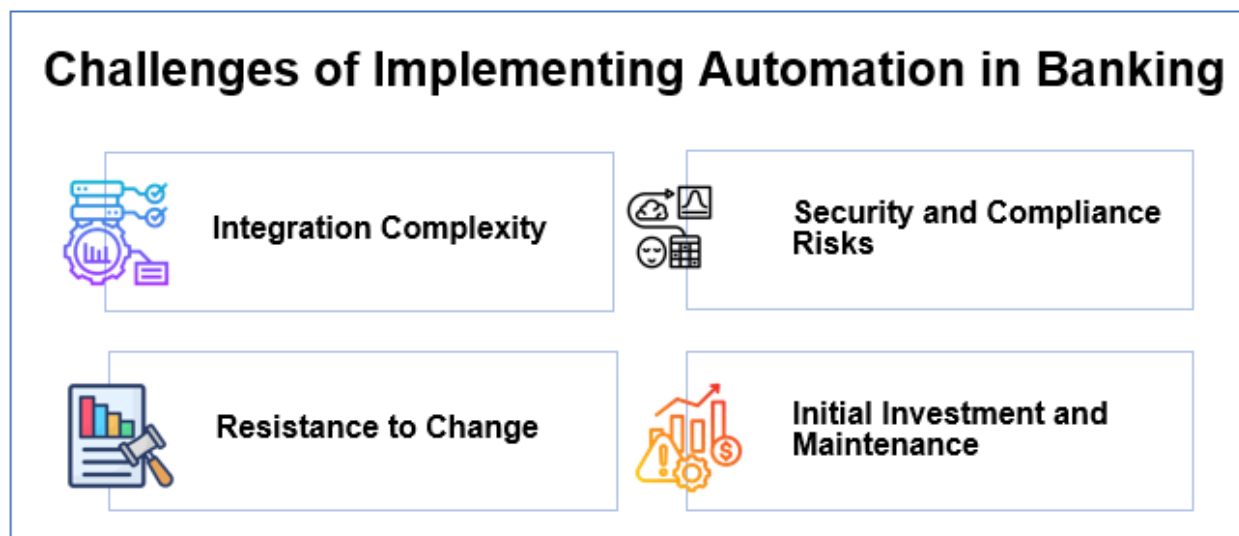 Challenges of Implementing Automation in Banking
Integration Complexity
Security and Compliance
Risks
Resistance to Change
Initial Investment and
Maintenance